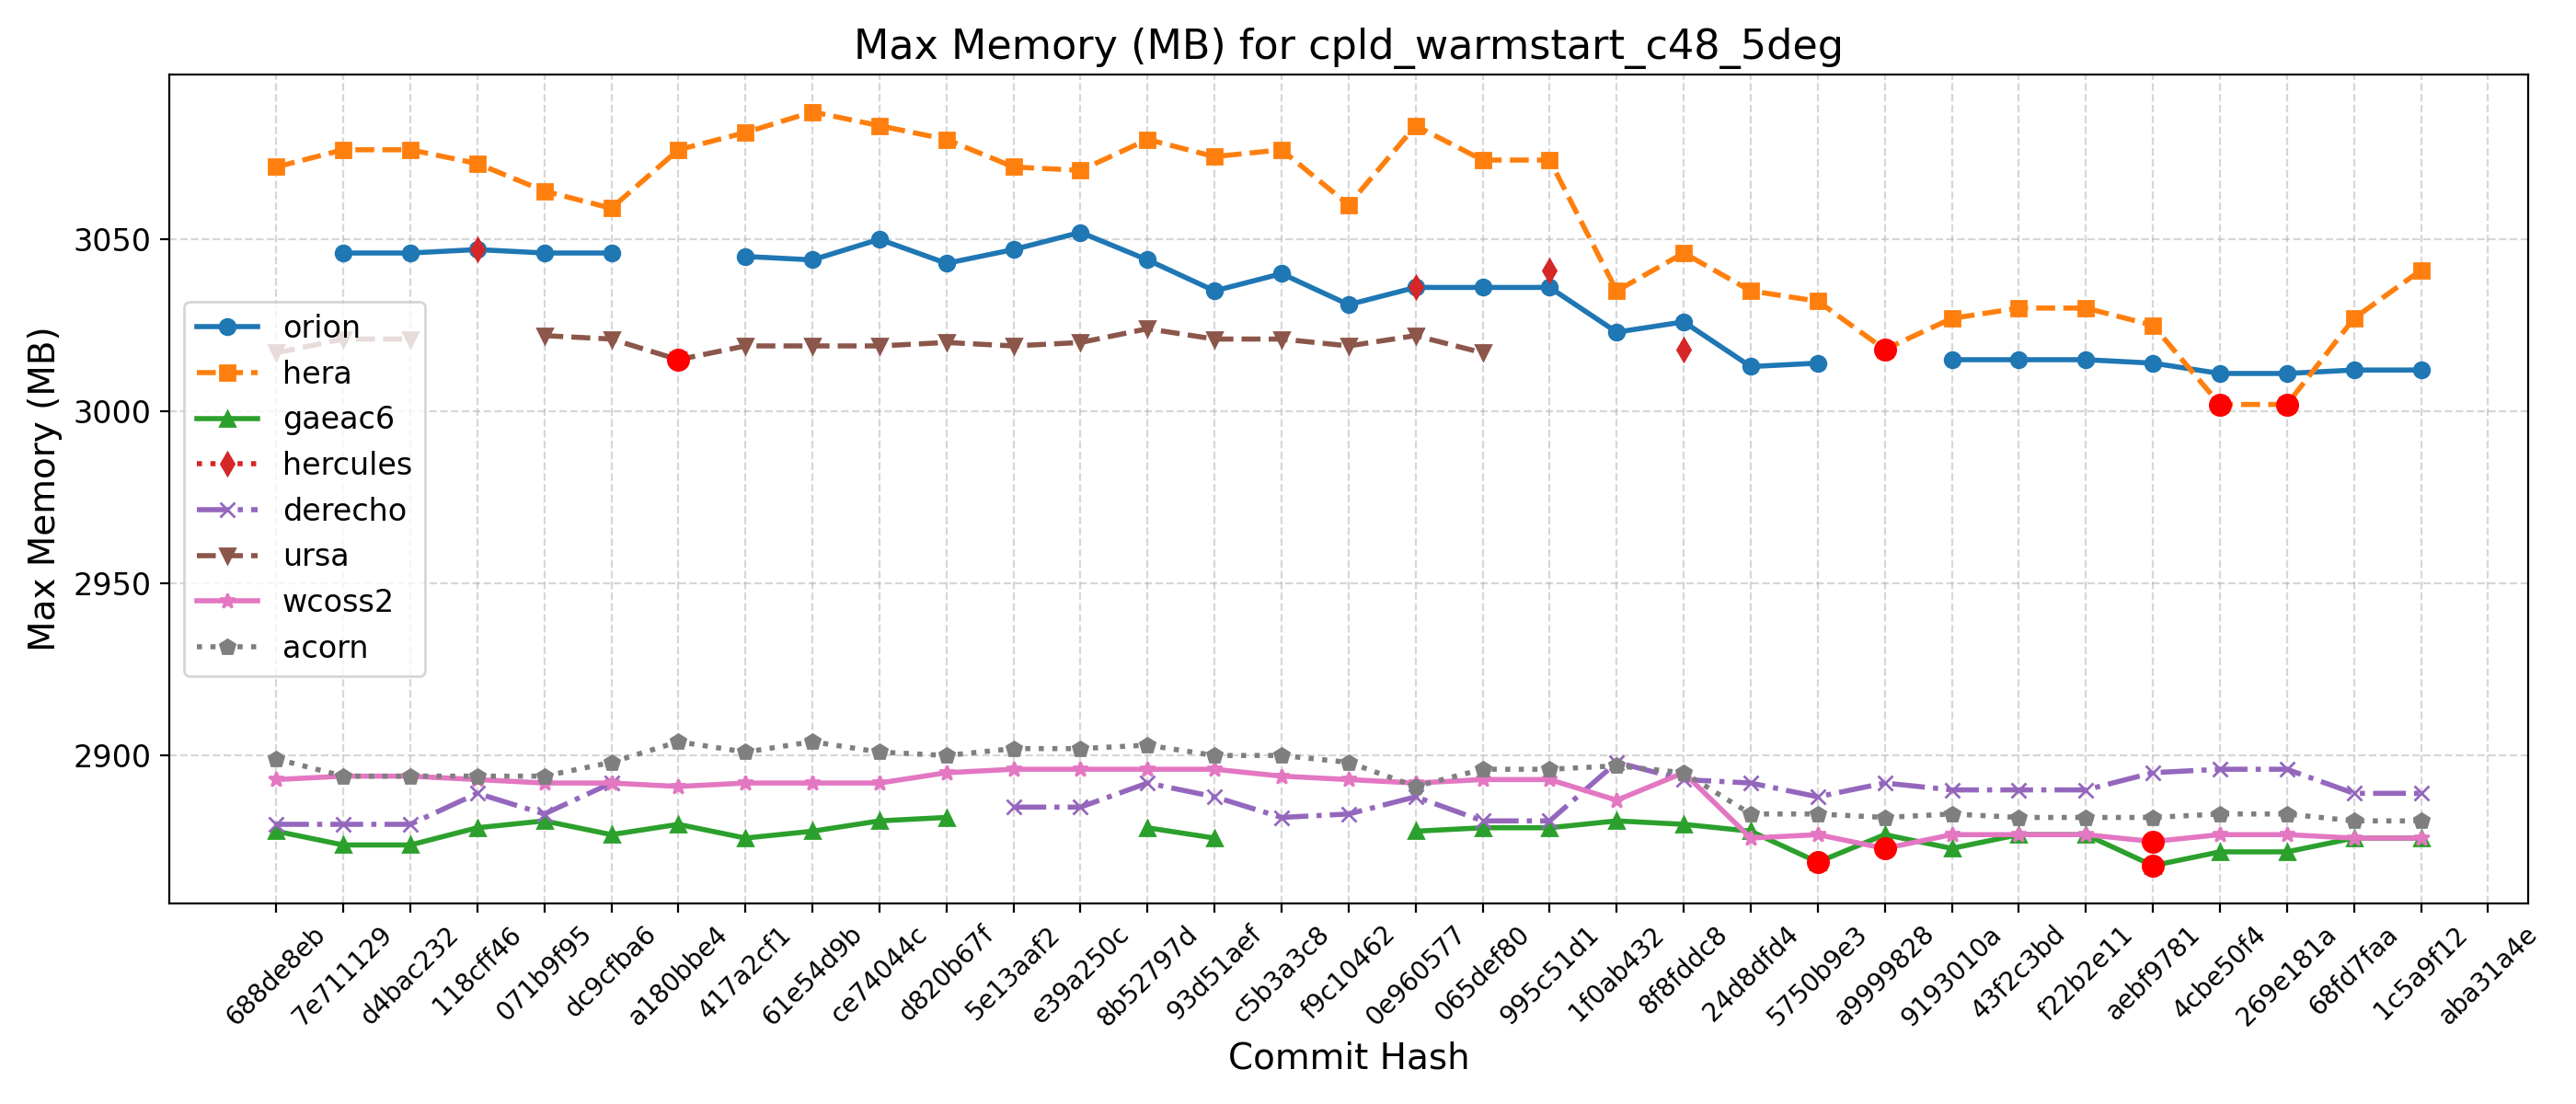 Max Memory (MB) for cpld_warmstart_c48_5deg
Max Memory (MB)
3050
3000
2950
2900
orion
hera
gaeac6
hercules
derecho
ursa
wcoss2
acorn
688de8eb
7e711129
d4bac232
118cff46
071b9f95
dc9cfba6
a180bbe4
417a2cf1
61e54d9b
ce74044c
d820b67f
5e13aaf2
e39a250c
8b52797d
93d51aef
c5b3a3c8
f9c10462
0e960577
065def80
995c51d1
1f0ab432
8f8fddc8
24d8dfd4
5750b9e3
a9999828
9193010a
43f2c3bd
f22b2e11
aebf9781
4cbe50f4
269e181a
68fd7faa
1c5a9f12
aba31a4e
Commit Hash